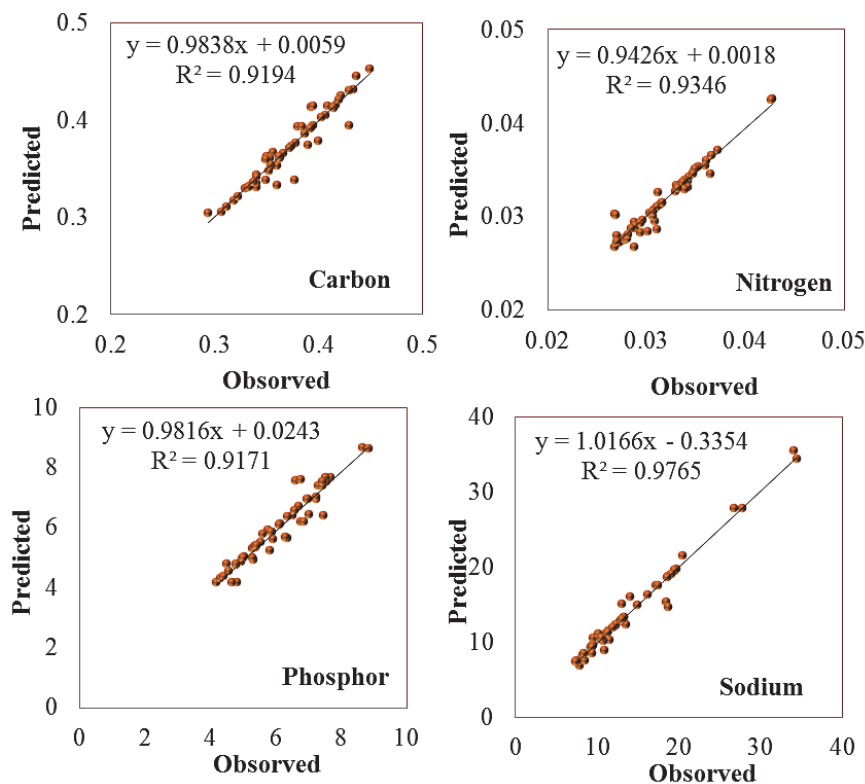 0.5
y = 0.9838x + 0.0059
R² = 0.9194
0.4
Predicted
0.3
Carbon
0.2
0.2 0.3 0.4 0.5
Obsorved
0.05
y = 0.9426x + 0.0018
R² = 0.9346
0.04
Predicted
0.03
Nitrogen
0.02
0.02 0.03 0.04 0.05
Obsorved
10
y = 0.9816x + 0.0243
R² = 0.9171
8
6
Predicted
4
2
Phosphor
0
0 2 4 6 8 10
Obsorved
40
y = 1.0166x - 0.3354
R² = 0.9765
30
Predicted
20
10
Sodium
0
0 10 20 30 40
Obsorved